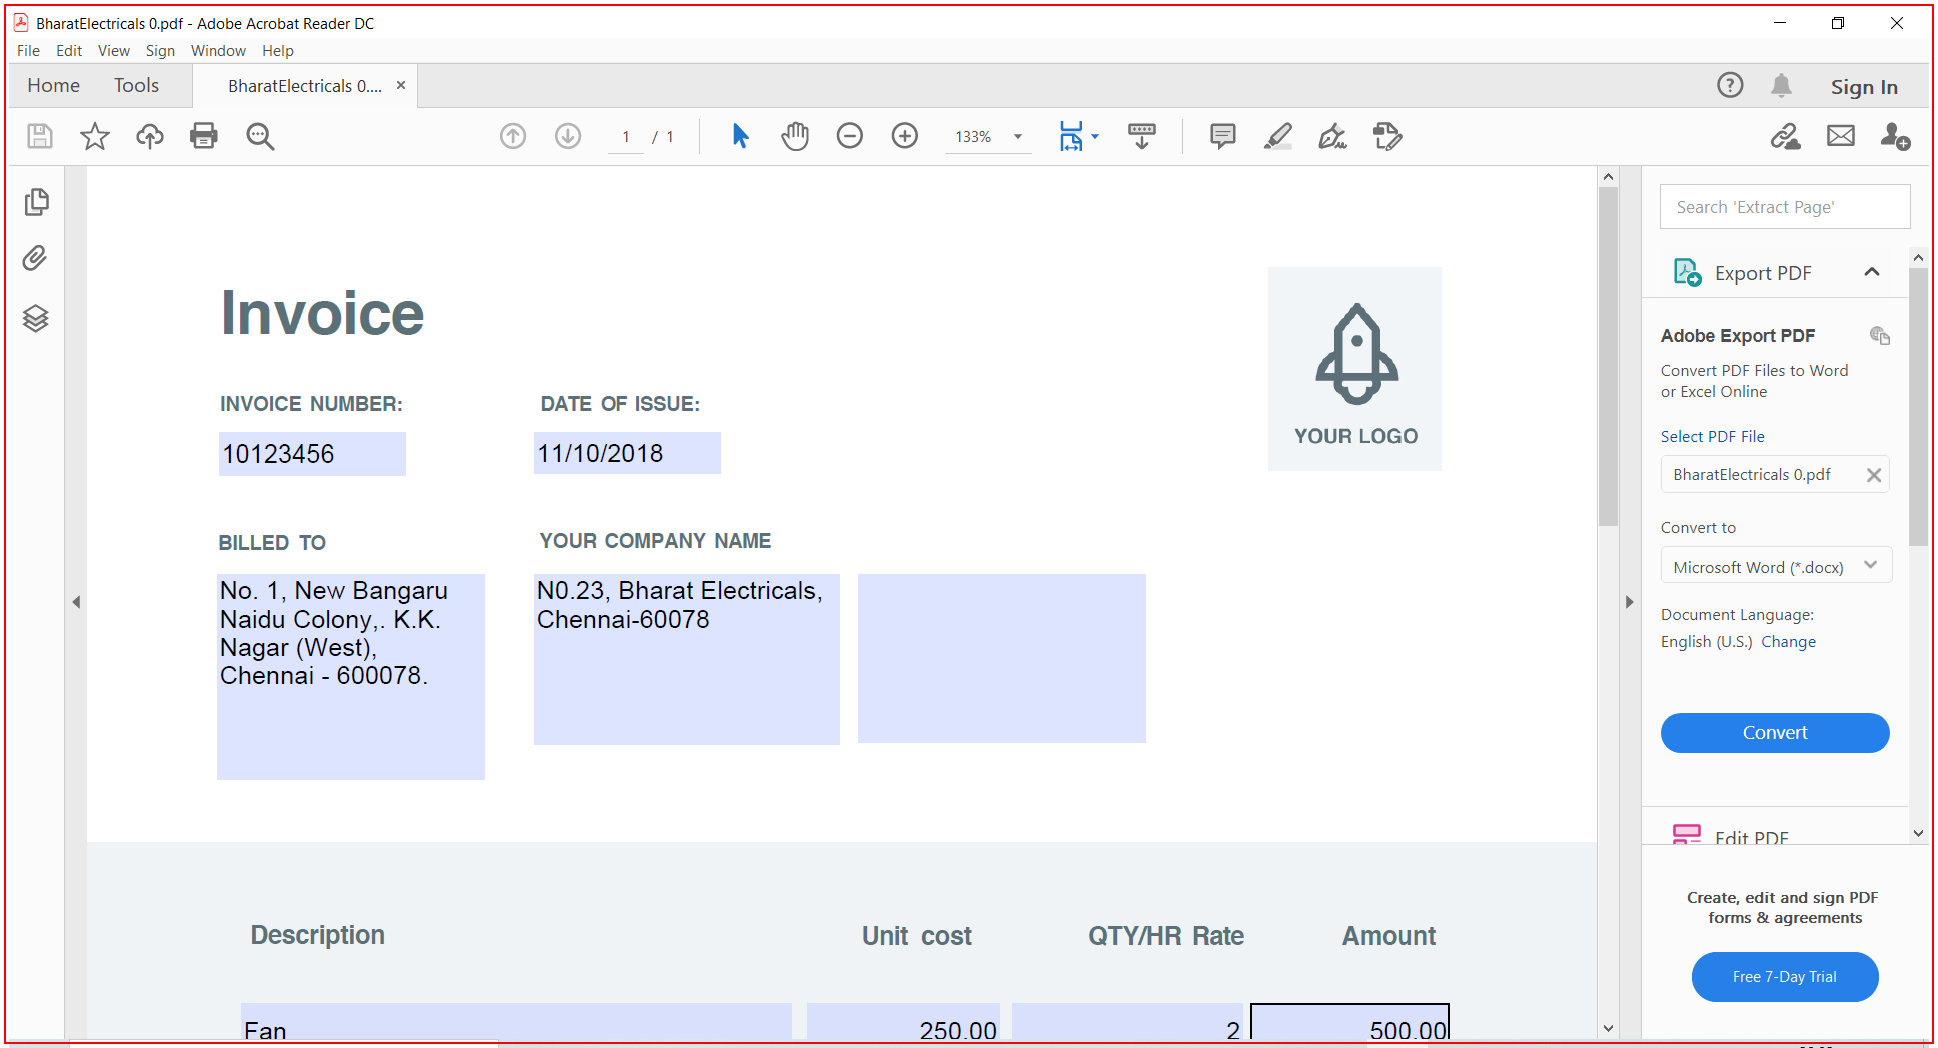 BharatElectricals 0.pdf - Adobe Acrobat Reader DC
File Edit View Sign Window Help
Home Tools BharatElectricals 0.... × Sign In
1 / 1 133%
Search 'Extract Page'
Export PDF
Adobe Export PDF
Convert PDF Files to Word
or Excel Online
Select PDF File
BharatElectricals 0.pdf
Convert to
Microsoft Word (*.docx)
Document Language:
English (U.S.) Change
Convert
Edit PDF
Create, edit and sign PDF
forms & agreements
Free 7-Day Trial
Invoice
YOUR LOGO
INVOICE NUMBER: DATE OF ISSUE:
10123456 11/10/2018
BILLED TO
No. 1, New Bangaru
Naidu Colony,. K.K.
Nagar (West),
Chennai - 600078.
YOUR COMPANY NAME
N0.23, Bharat Electricals,
Chennai-60078
Description Unit cost QTY/HR Rate Amount
Fan 250.00 2 500.00